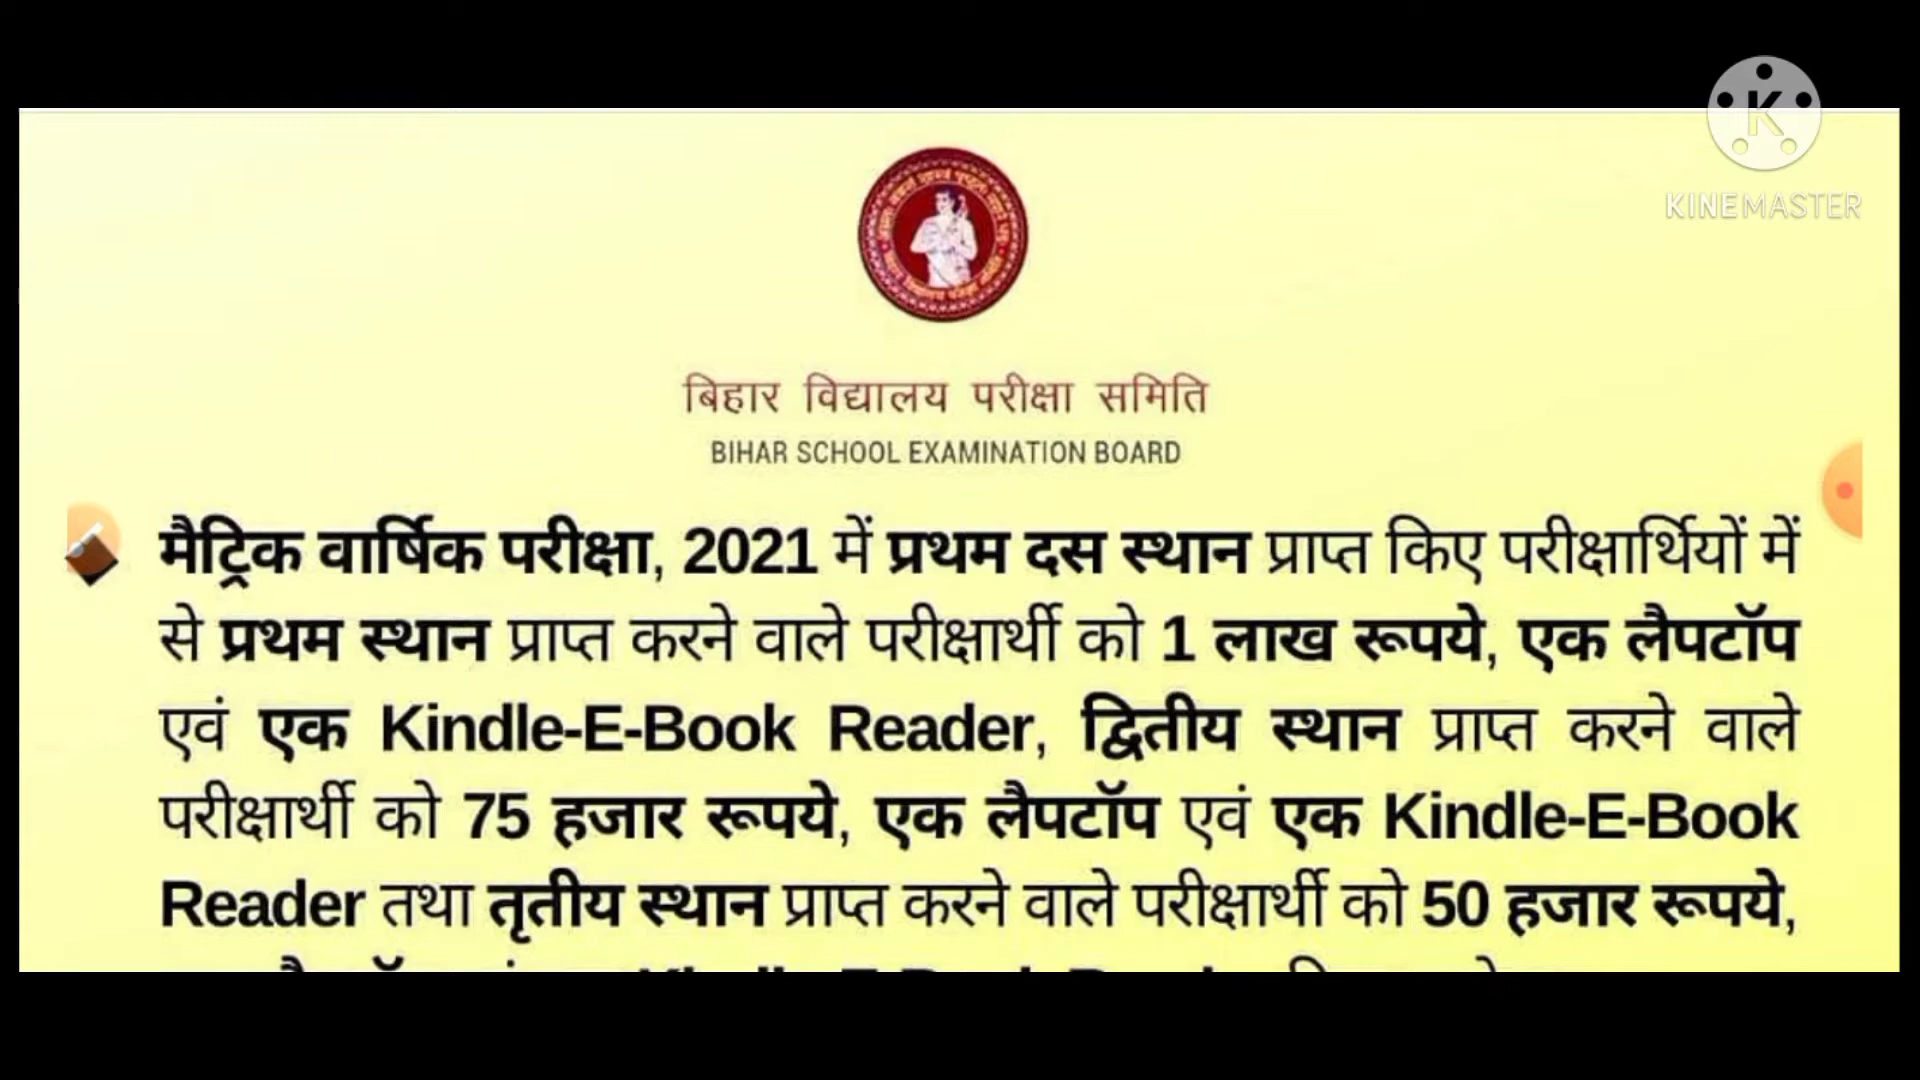 KINEMASTER
बिहार विद्यालय परीक्षा समिति
BIHAR SCHOOL EXAMINATION BOARD
मैट्रिक वार्षिक परीक्षा, 2021 में प्रथम दस स्थान प्राप्त किए परीक्षार्थियों में
से प्रथम स्थान प्राप्त करने वाले परीक्षार्थी को 1 लाख रूपये, एक लैपटॉप
एवं एक Kindle-E-Book Reader, द्वितीय स्थान प्राप्त करने वाले
परीक्षार्थी को 75 हजार रूपये, एक लैपटॉप एवं एक Kindle-E-Book
Reader तथा तृतीय स्थान प्राप्त करने वाले परीक्षार्थी को 50 हजार रूपये,